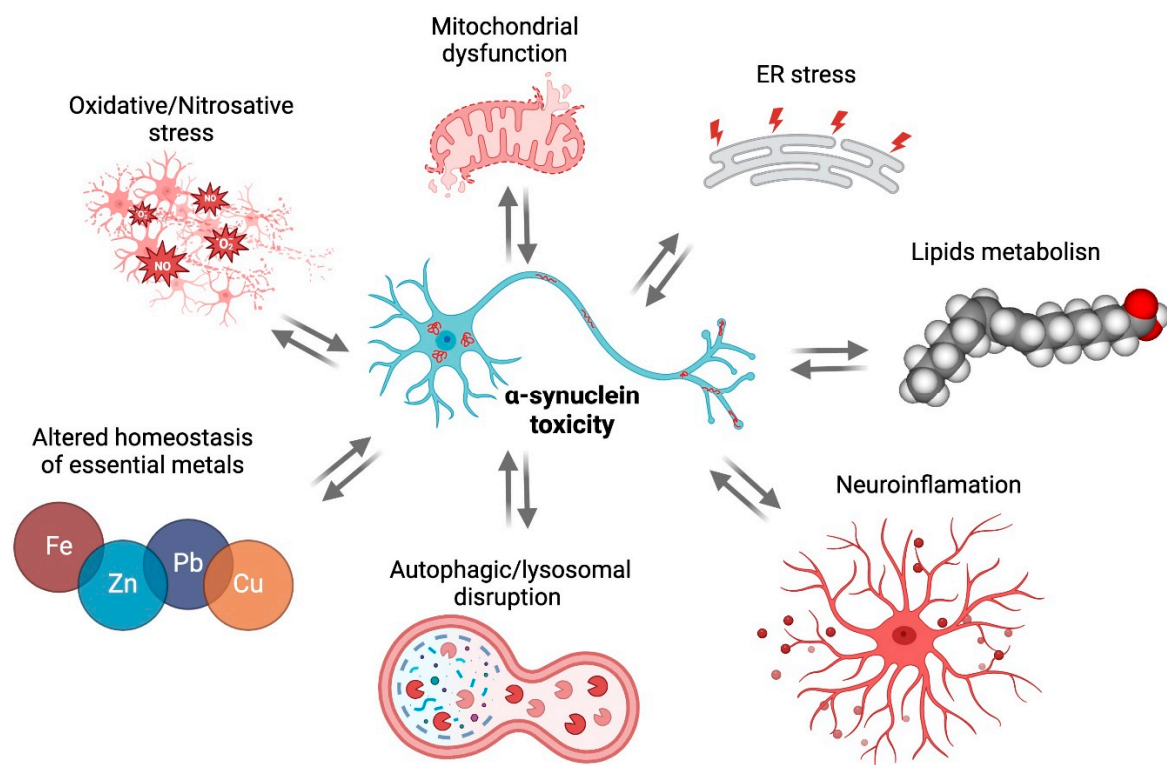 Mitochondrial
dysfunction
ER stress
Oxidative/Nitrosative
stress
NO
O₂⁻
O₂⁻
NO
Lipids metabolisn
α-synuclein
toxicity
Altered homeostasis
of essential metals
Fe
Zn
Pb
Cu
Autophagic/lysosomal
disruption
Neuroinflamation